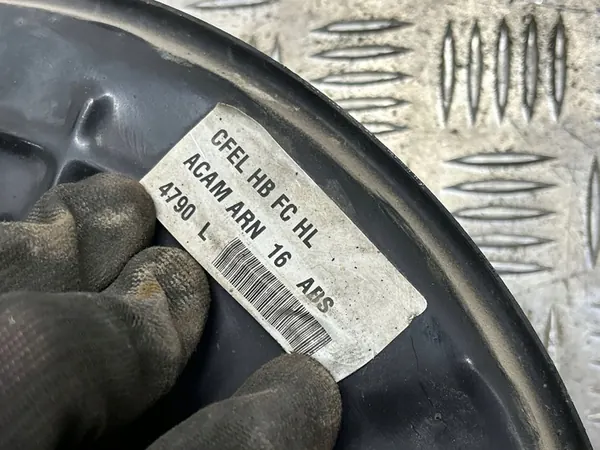 CFEL HB FC HL
ACAM ARN 16 ABS
4790 L